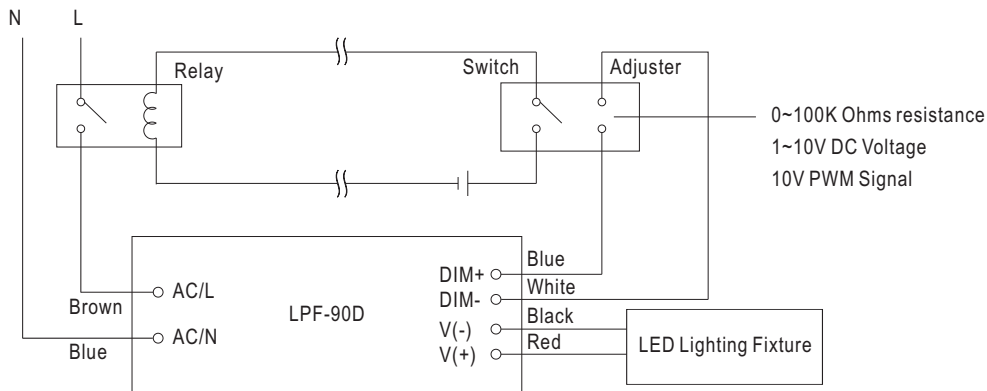 N
L
Relay
Switch
Adjuster
0~100K Ohms resistance
1~10V DC Voltage
10V PWM Signal
Blue
DIM+
White
DIM-
Brown
AC/L
LPF-90D
Black
V(-)
Red
V(+)
Blue
AC/N
LED Lighting Fixture